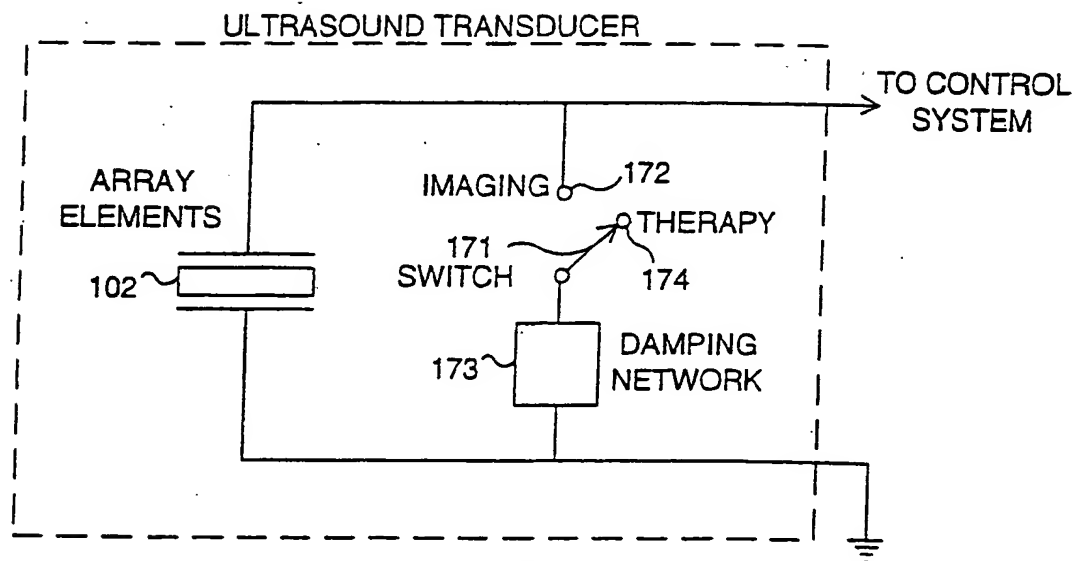 ULTRASOUND TRANSDUCER
TO CONTROL
SYSTEM
ARRAY
ELEMENTS
IMAGING
172
THERAPY
171
SWITCH
174
102
173
DAMPING
NETWORK